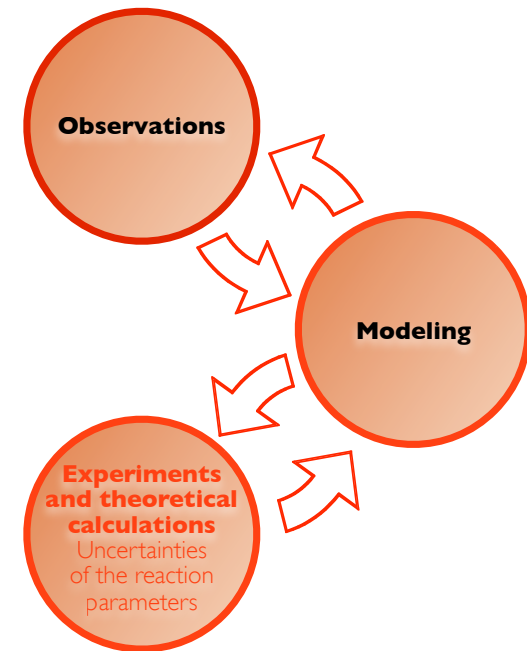 Observations
Modeling
Experiments
and theoretical
calculations
Uncertainties
of the reaction
parameters